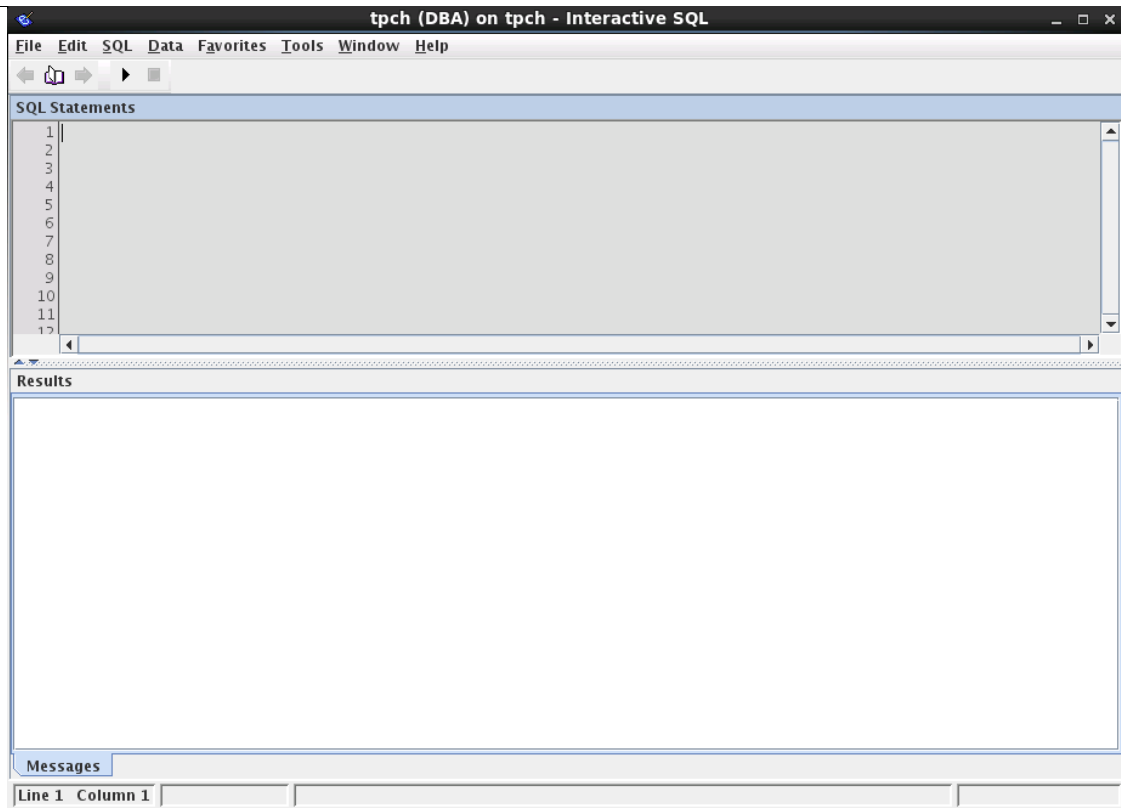 tpch (DBA) on tpch - Interactive SQL
File Edit SQL Data Favorites Tools Window Help
SQL Statements
1
2
3
4
5
6
7
8
9
10
11
12
Results
Messages
Line 1 Column 1